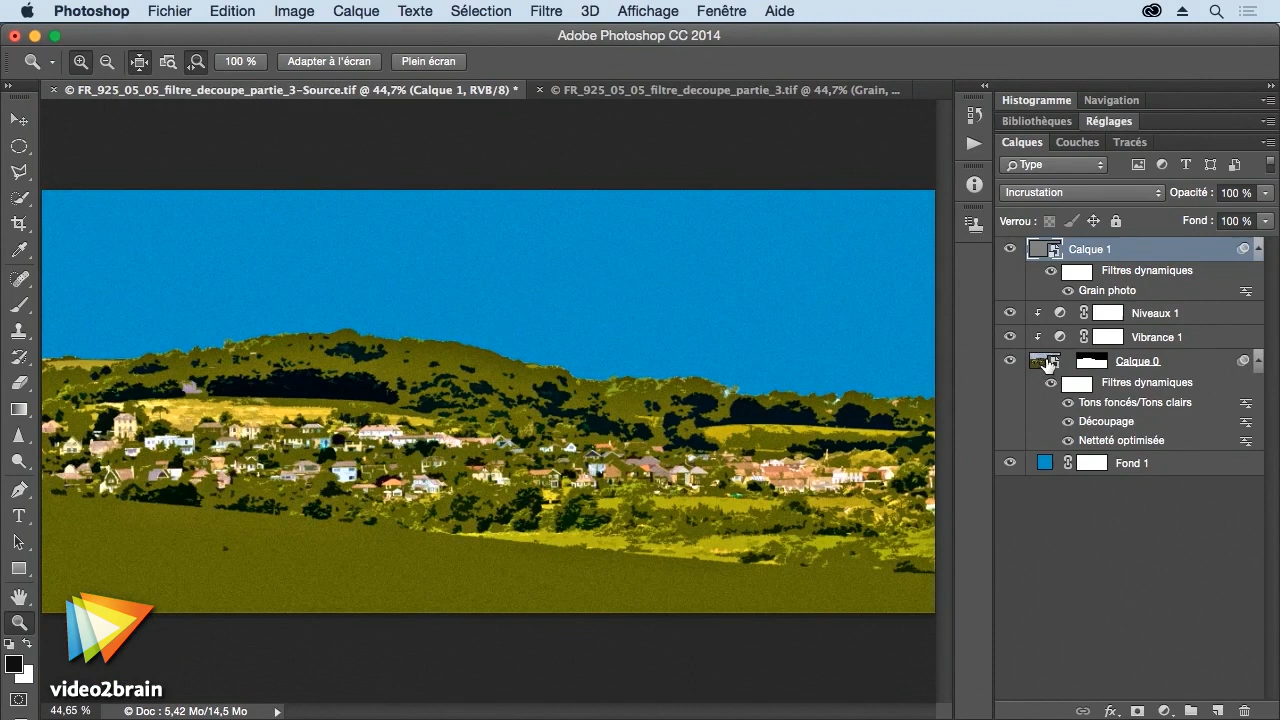 Photoshop Fichier Edition Image Calque Texte Sélection Filtre 3D Affichage Fenêtre Aide
Adobe Photoshop CC 2014
100 % Adapter à l'écran Plein écran
× © FR_925_05_05_filtre_decoupe_partie_3-Source.tif @ 44,7% (Calque 1, RVB/8) * × © FR_925_05_05_filtre_decoupe_partie_3.tif @ 44,7% (Grain, ...
Histogramme Navigation
Bibliothèques Réglages
Calques Couches Tracés
Type
Incrustation Opacité : 100 %
Verrou : Fond : 100 %
Calque 1
Filtres dynamiques
Grain photo
Niveaux 1
Vibrance 1
Calque 0
Filtres dynamiques
Tons foncés/Tons clairs
Découpage
Netteté optimisée
Fond 1
video2brain
44,65 % © Doc : 5,42 Mo/14,5 Mo